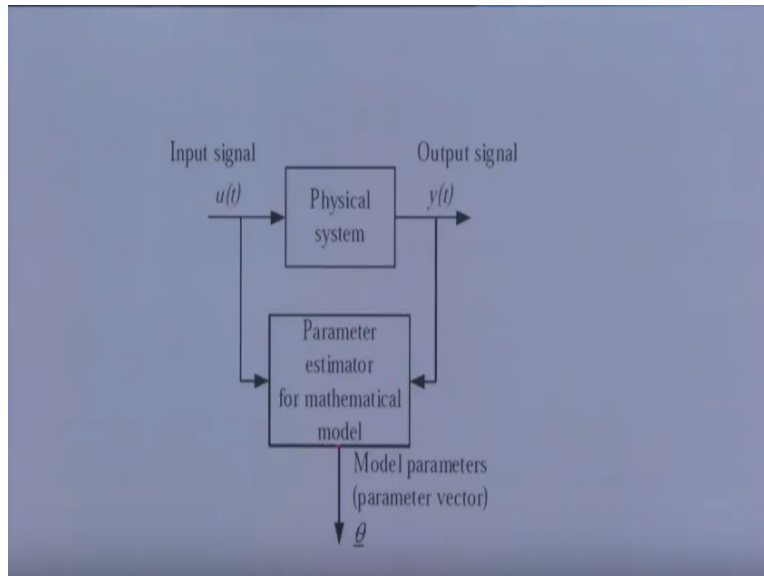 Input signal
Output signal
u(t)
y(t)
Physical
system
Parameter
estimator
for mathematical
model
Model parameters
(parameter vector)
θ